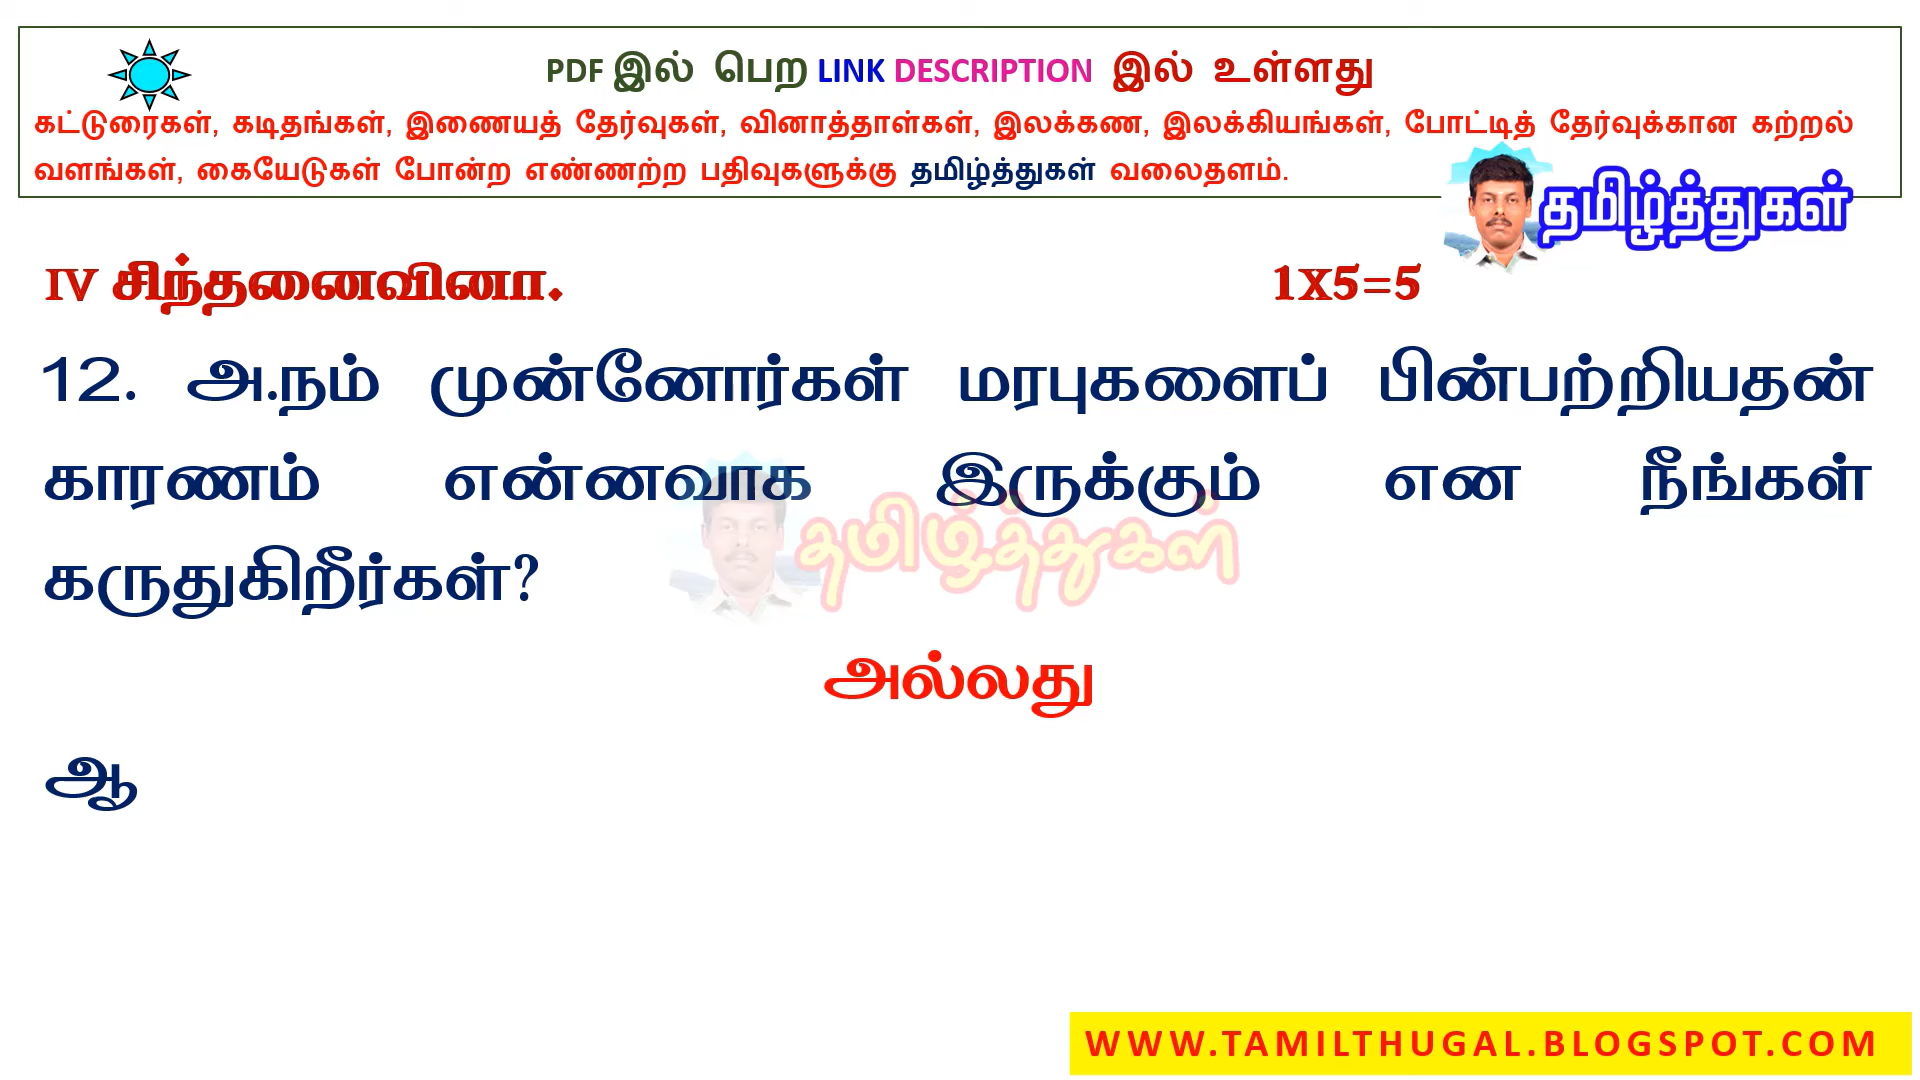 PDF இல் பெற LINK DESCRIPTION இல் உள்ளது
கட்டுரைகள், கடிதங்கள், இணையத் தேர்வுகள், வினாத்தாள்கள், இலக்கண, இலக்கியங்கள், போட்டித் தேர்வுக்கான கற்றல்
வளங்கள், கையேடுகள் போன்ற எண்ணற்ற பதிவுகளுக்கு தமிழ்த்துகள் வலைதளம்.
தமிழ்த்துகள்
IV சிந்தனைவினா. 1X5=5
12. அ.நம் முன்னோர்கள் மரபுகளைப் பின்பற்றியதன்
காரணம் என்னவாக இருக்கும் என நீங்கள்
கருதுகிறீர்கள்?
தமிழ்த்துகள்
அல்லது
ஆ
WWW.TAMILTHUGAL.BLOGSPOT.COM